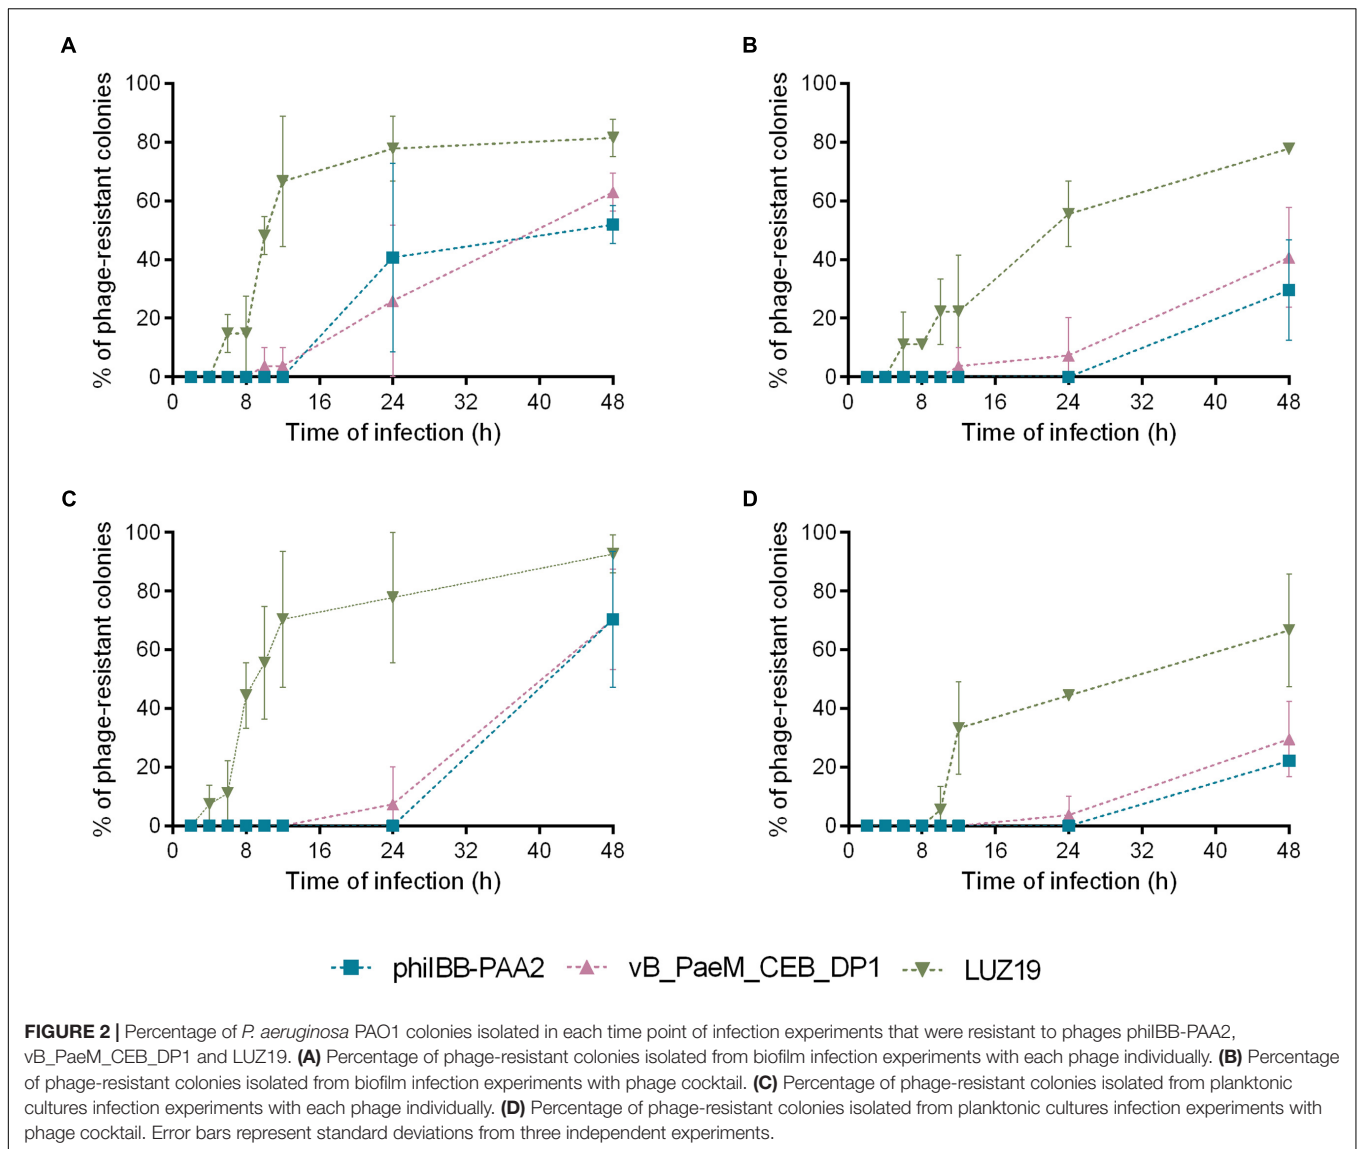 A
% of phage-resistant colonies
100
80
60
40
20
0
0 8 16 24 32 40 48
Time of infection (h)
B
% of phage-resistant colonies
100
80
60
40
20
0
0 8 16 24 32 40 48
Time of infection (h)
C
% of phage-resistant colonies
100
80
60
40
20
0
0 8 16 24 32 40 48
Time of infection (h)
D
% of phage-resistant colonies
100
80
60
40
20
0
0 8 16 24 32 40 48
Time of infection (h)
phiIBB-PAA2 vB_PaeM_CEB_DP1 LUZ19
FIGURE 2 | Percentage of P. aeruginosa PAO1 colonies isolated in each time point of infection experiments that were resistant to phages phiIBB-PAA2,
vB_PaeM_CEB_DP1 and LUZ19. (A) Percentage of phage-resistant colonies isolated from biofilm infection experiments with each phage individually. (B) Percentage
of phage-resistant colonies isolated from biofilm infection experiments with phage cocktail. (C) Percentage of phage-resistant colonies isolated from planktonic
cultures infection experiments with each phage individually. (D) Percentage of phage-resistant colonies isolated from planktonic cultures infection experiments with
phage cocktail. Error bars represent standard deviations from three independent experiments.